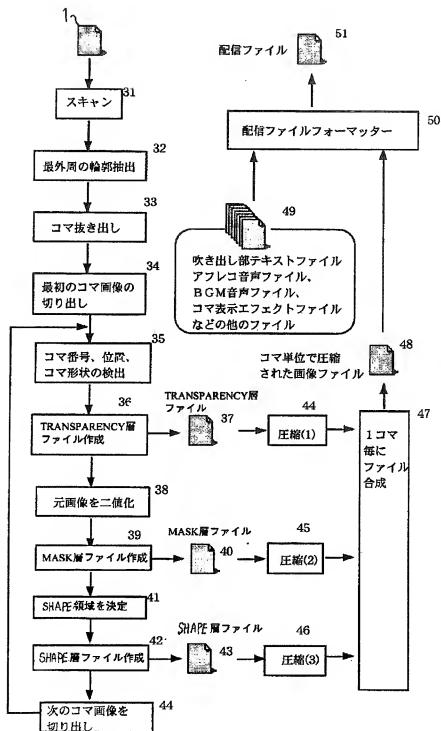 1
スキャン
31
最外周の輪郭抽出
32
コマ抜き出し
33
最初のコマ画像の
切り出し
34
コマ番号、位置、
コマ形状の検出
35
TRANSPARENCY層
ファイル作成
36
TRANSPARENCY層
ファイル
37
圧縮(1)
44
元画像を二値化
38
MASK層ファイル作成
39
MASK層ファイル
40
圧縮(2)
45
SHAPE領域を決定
41
SHAPE層ファイル作成
42
SHAPE層ファイル
43
圧縮(3)
46
次のコマ画像を
切り出し、
44
1コマ
毎に
ファイル
合成
47
コマ単位で圧縮
された画像ファイル
48
吹き出し部テキストファイル
アフレコ音声ファイル、
BGM音声ファイル、
コマ表示エフェクトファイル
などの他のファイル
49
配信ファイルフォーマッター
50
配信ファイル
51